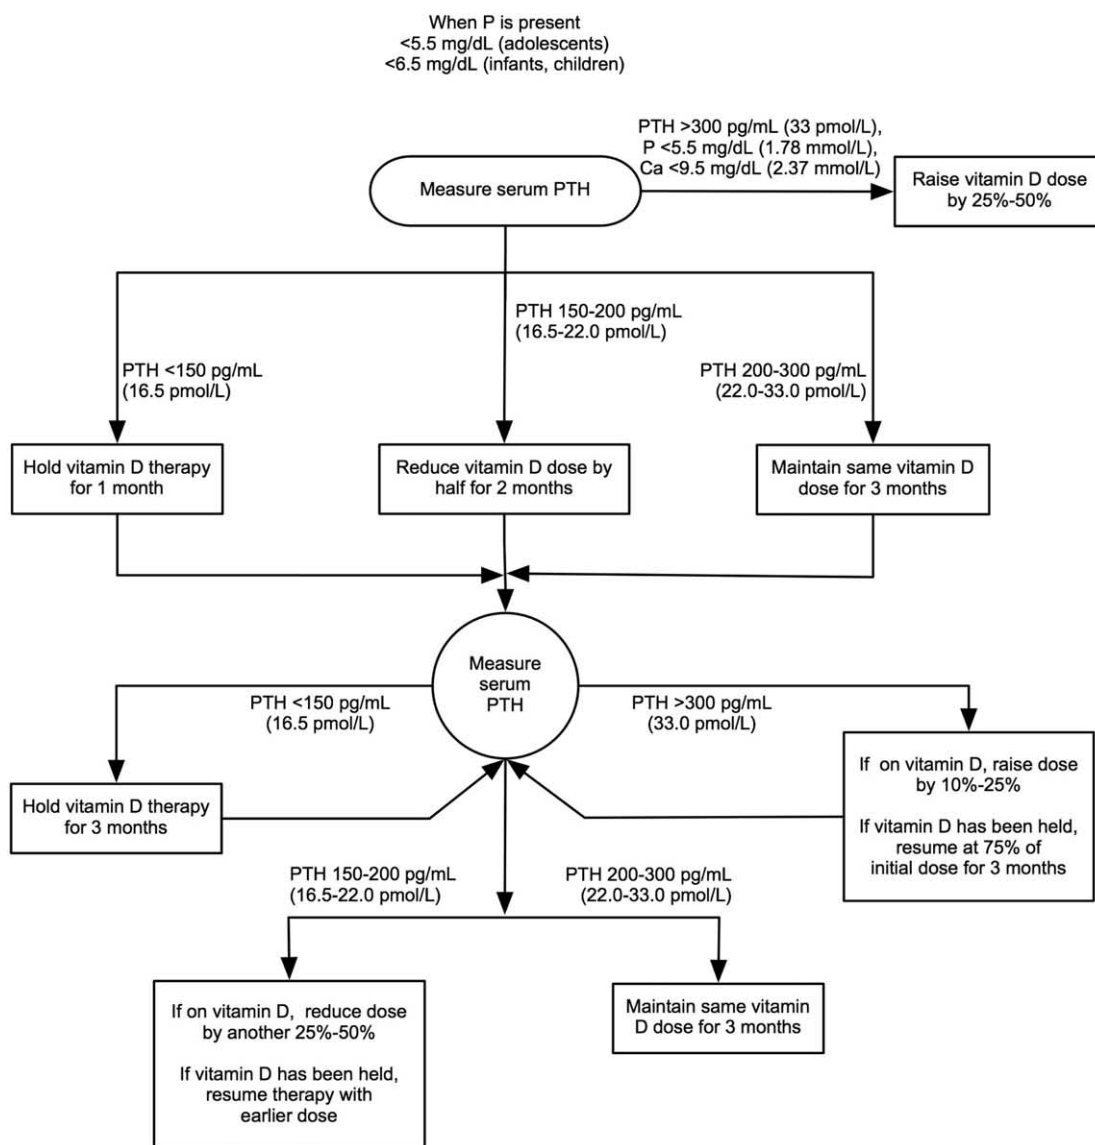 When P is present
<5.5 mg/dL (adolescents)
<6.5 mg/dL (infants, children)
PTH >300 pg/mL (33 pmol/L),
P <5.5 mg/dL (1.78 mmol/L),
Ca <9.5 mg/dL (2.37 mmol/L)
Measure serum PTH
Raise vitamin D dose
by 25%-50%
PTH <150 pg/mL
(16.5 pmol/L)
PTH 150-200 pg/mL
(16.5-22.0 pmol/L)
PTH 200-300 pg/mL
(22.0-33.0 pmol/L)
Hold vitamin D therapy
for 1 month
Reduce vitamin D dose by
half for 2 months
Maintain same vitamin D
dose for 3 months
Measure
serum
PTH
PTH <150 pg/mL
(16.5 pmol/L)
PTH >300 pg/mL
(33.0 pmol/L)
Hold vitamin D therapy
for 3 months
If on vitamin D, raise dose
by 10%-25%
If vitamin D has been held,
resume at 75% of
initial dose for 3 months
PTH 150-200 pg/mL
(16.5-22.0 pmol/L)
PTH 200-300 pg/mL
(22.0-33.0 pmol/L)
If on vitamin D, reduce dose
by another 25%-50%
If vitamin D has been held,
resume therapy with
earlier dose
Maintain same vitamin
D dose for 3 months